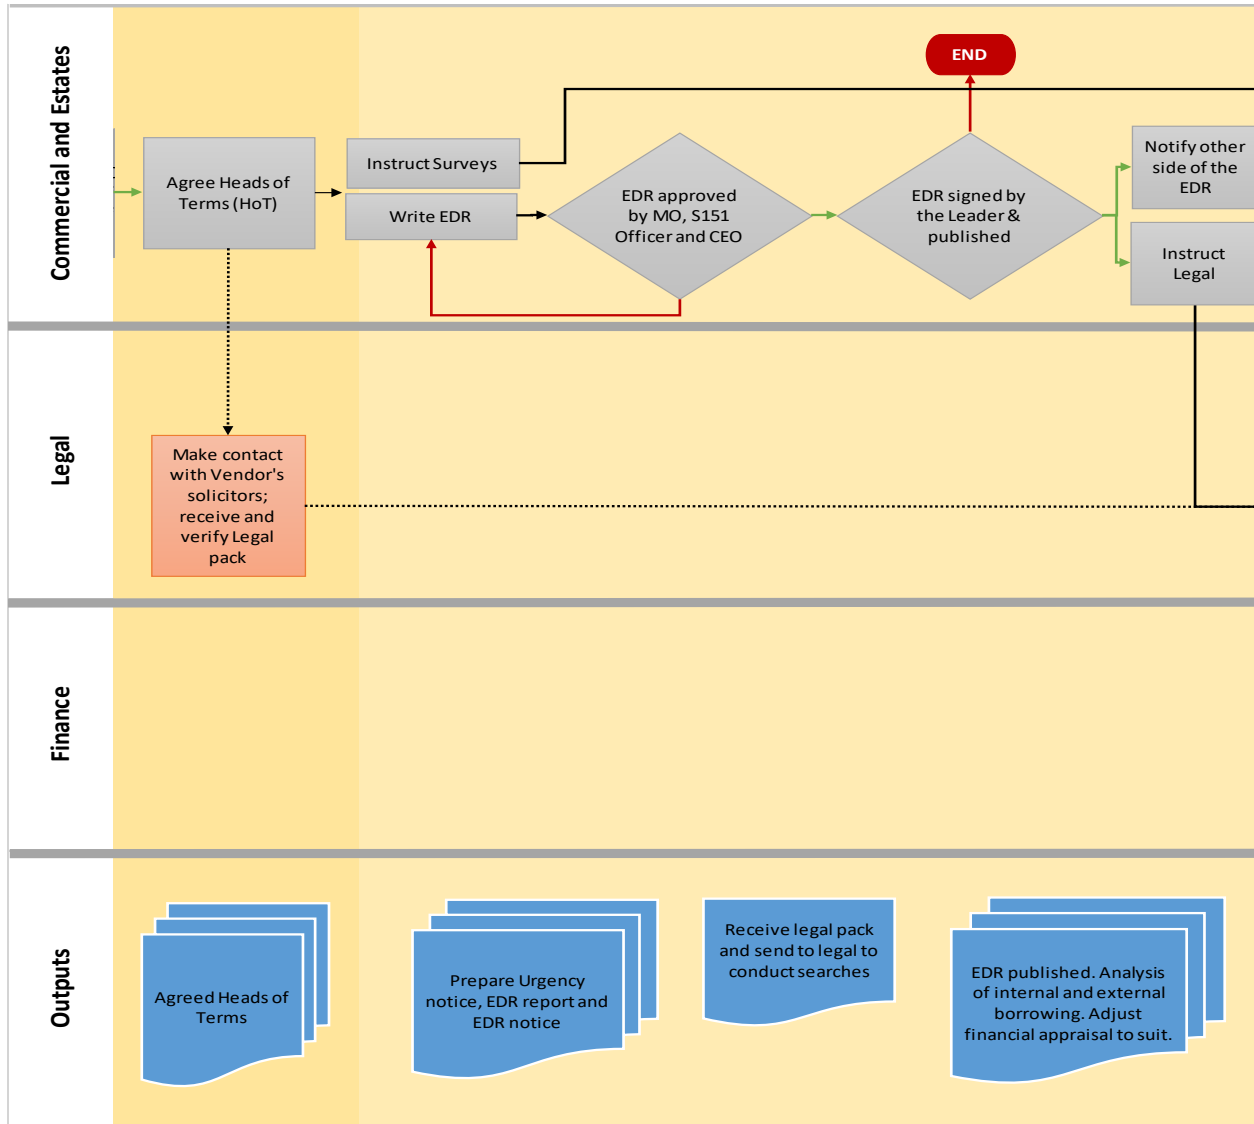 Commercial and Estates
END
Agree Heads of
Terms (HoT)
Instruct Surveys
Write EDR
EDR approved
by MO, S151
Officer and CEO
EDR signed by
the Leader &
published
Notify other
side of the
EDR
Instruct
Legal
Legal
Make contact
with Vendor's
solicitors;
receive and
verify Legal
pack
Finance
Outputs
Agreed Heads of
Terms
Prepare Urgency
notice, EDR report and
EDR notice
Receive legal pack
and send to legal to
conduct searches
EDR published. Analysis
of internal and external
borrowing. Adjust
financial appraisal to suit.